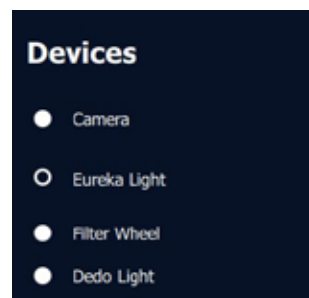 Devices
Camera
Eureka Light
Filter Wheel
Dedo Light